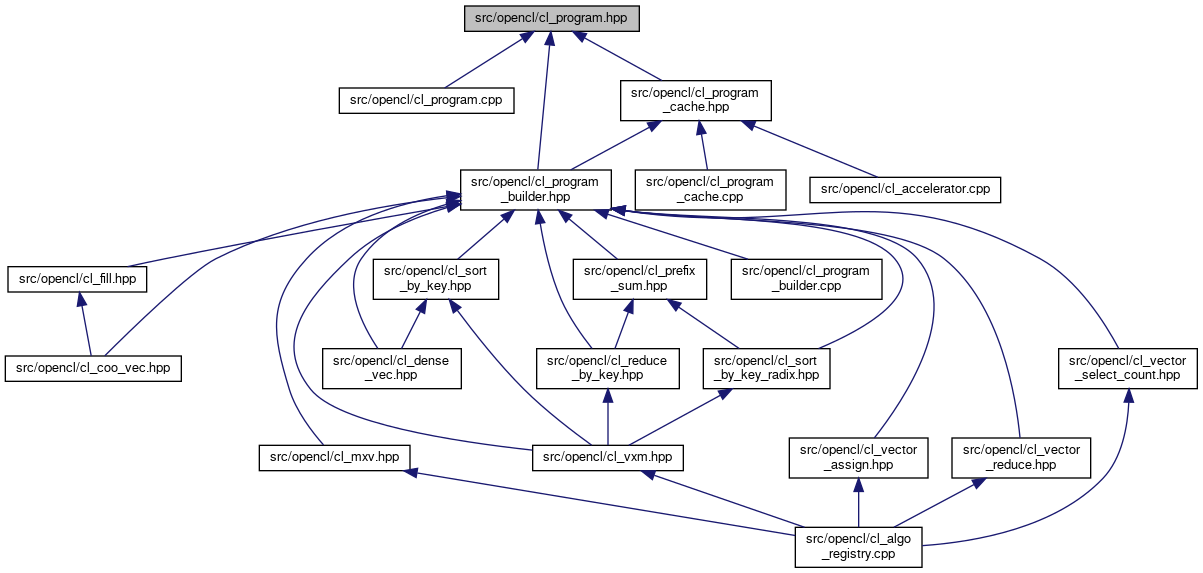 src/opencl/cl_program.hpp
src/opencl/cl_program.cpp
src/opencl/cl_program
_cache.hpp
src/opencl/cl_program
_builder.hpp
src/opencl/cl_program
_cache.cpp
src/opencl/cl_accelerator.cpp
src/opencl/cl_fill.hpp
src/opencl/cl_sort
_by_key.hpp
src/opencl/cl_prefix
_sum.hpp
src/opencl/cl_program
_builder.cpp
src/opencl/cl_coo_vec.hpp
src/opencl/cl_dense
_vec.hpp
src/opencl/cl_reduce
_by_key.hpp
src/opencl/cl_sort
_by_key_radix.hpp
src/opencl/cl_vector
_select_count.hpp
src/opencl/cl_mxv.hpp
src/opencl/cl_vxm.hpp
src/opencl/cl_vector
_assign.hpp
src/opencl/cl_vector
_reduce.hpp
src/opencl/cl_algo
_registry.cpp